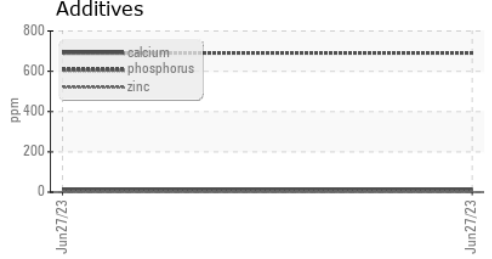 Additives
800
600
400
200
0
ppm
calcium
phosphorus
zinc
Jun27/23
Jun27/23